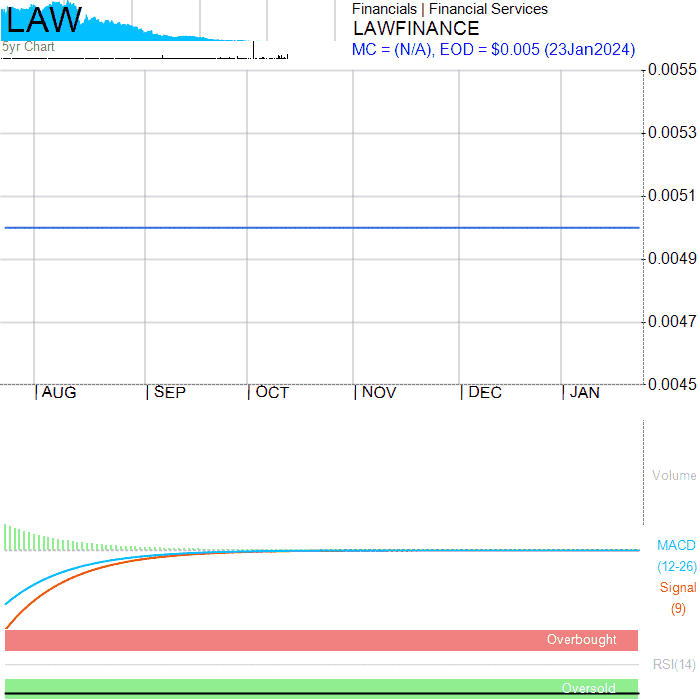 LAW
5yr Chart
Financials | Financial Services
LAWFINANCE
MC = (N/A), EOD = $0.005 (23Jan2024)
0.0055
0.0053
0.0051
0.0049
0.0047
0.0045
AUG SEP OCT NOV DEC JAN
Volume
MACD
(12-26)
Signal
(9)
Overbought
RSI(14)
Oversold